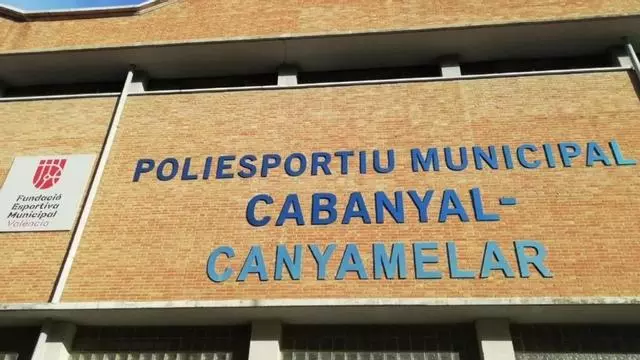 POLIESPORTIU MUNICIPAL
CABANYAL-
CANYAMELAR
Fundació
Esportiva
Municipal
València